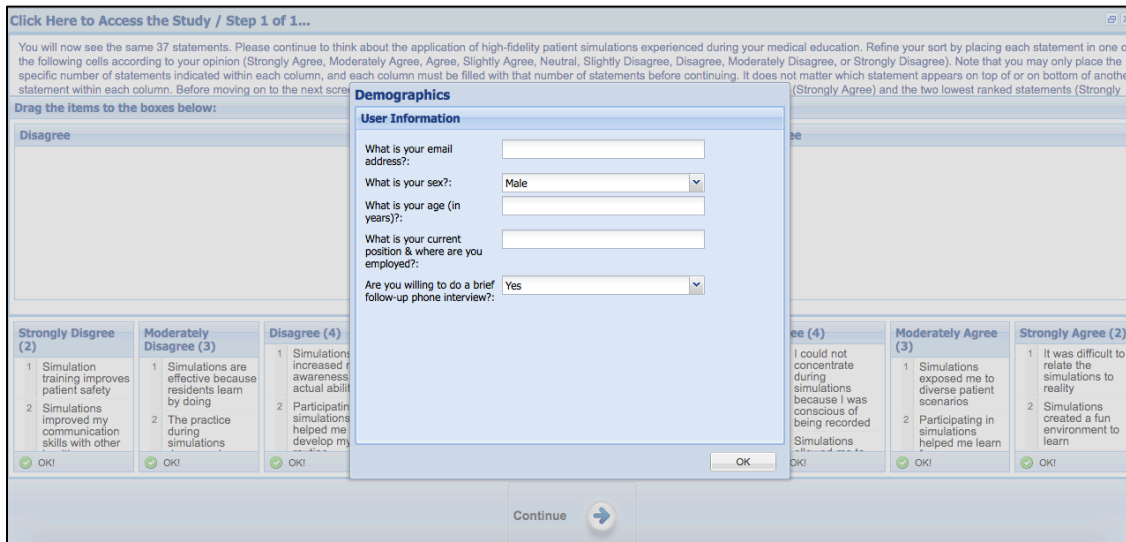 Click Here to Access the Study / Step 1 of 1...
You will now see the same 37 statements. Please continue to think about the application of high-fidelity patient simulations experienced during your medical education. Refine your sort by placing each statement in one o
the following cells according to your opinion (Strongly Agree, Moderately Agree, Agree, Slightly Agree, Neutral, Slightly Disagree, Disagree, Moderately Disagree, or Strongly Disagree). Note that you may only place the
specific number of statements indicated within each column, and each column must be filled with that number of statements before continuing. It does not matter which statement appears on top of or on bottom of anothe
statement within each column. Before moving on to the next scree
(Strongly Agree) and the two lowest ranked statements (Strongly
Drag the items to the boxes below:
Disagree
ee
Demographics
User Information
What is your email
address?:
What is your sex?:
Male
What is your age (in
years)?:
What is your current
position & where are you
employed?:
Are you willing to do a brief
follow-up phone interview?:
Yes
OK
Strongly Disgree
(2)
1 Simulation
training improves
patient safety
2 Simulations
improved my
communication
skills with other
OK!
Moderately
Disagree (3)
1 Simulations are
effective because
residents learn
by doing
2 The practice
during
simulations
OK!
Disagree (4)
1 Simulations
increased
awareness
actual abili
2 Participatin
simulations
helped me
develop my
OK!
ee (4)
I could not
concentrate
during
simulations
because I was
conscious of
being recorded
Simulations
allowed me to
OK!
Moderately Agree
(3)
1 Simulations
exposed me to
diverse patient
scenarios
2 Participating in
simulations
helped me learn
OK!
Strongly Agree (2)
1 It was difficult to
relate the
simulations to
reality
2 Simulations
created a fun
environment to
learn
OK!
Continue